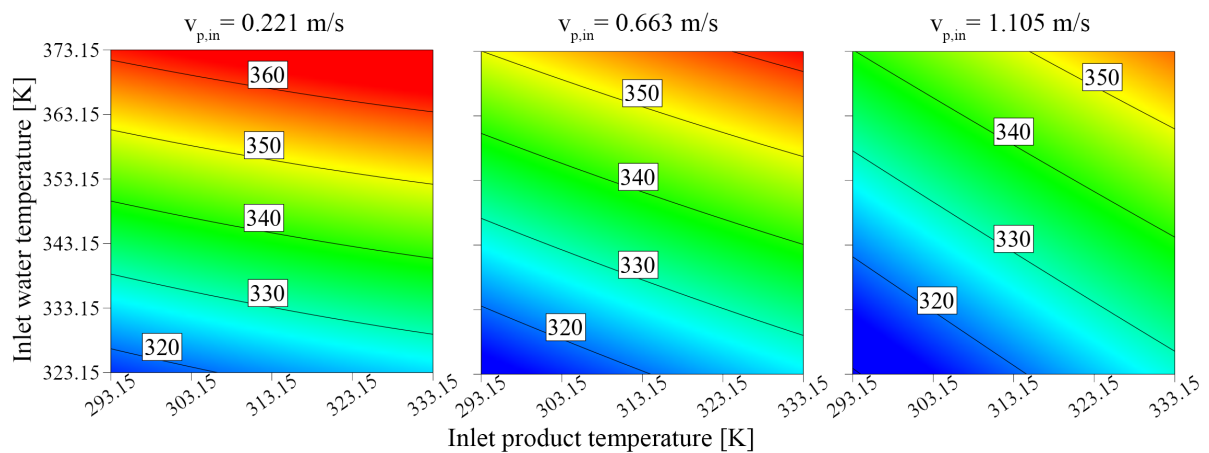 v_p,in = 0.221 m/s
v_p,in = 0.663 m/s
v_p,in = 1.105 m/s
Inlet water temperature [K]
373.15
363.15
353.15
343.15
333.15
323.15
360
350
340
330
320
350
340
330
320
350
340
330
320
293.15 303.15 313.15 323.15 333.15
293.15 303.15 313.15 323.15 333.15
293.15 303.15 313.15 323.15 333.15
Inlet product temperature [K]